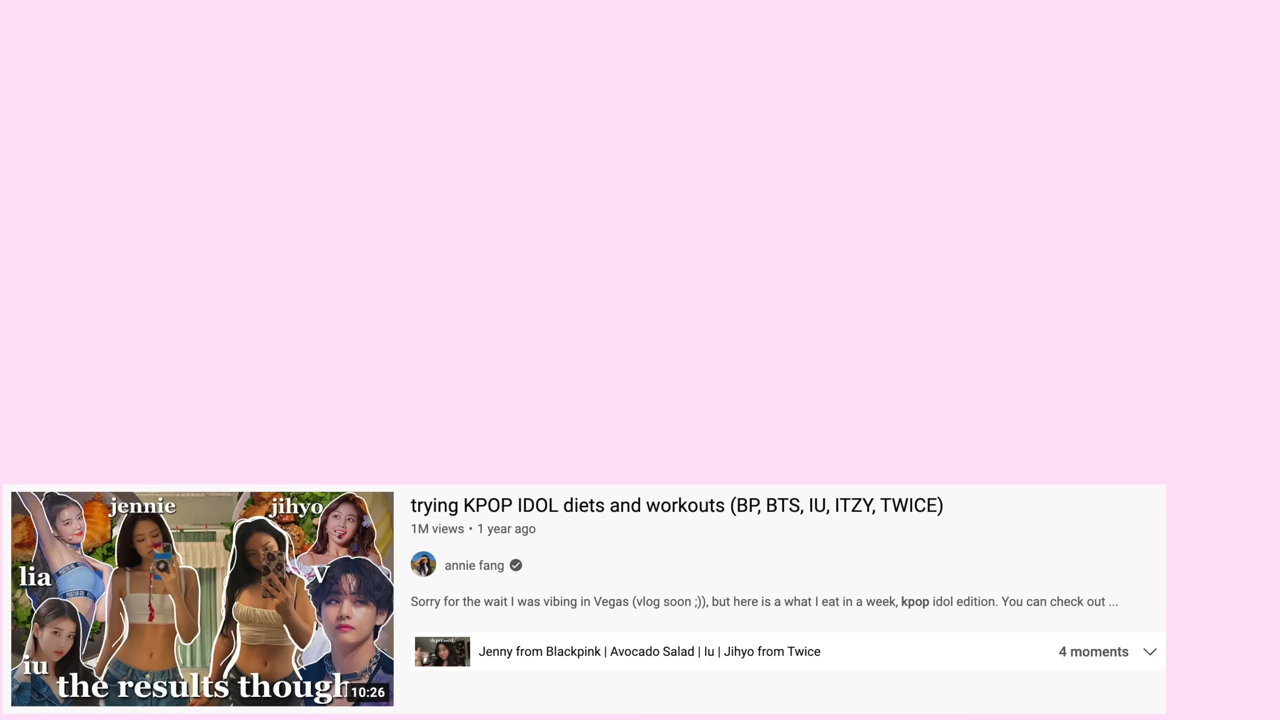 jennie
jihyo
lia
V
iu
the results though
10:26
trying KPOP IDOL diets and workouts (BP, BTS, IU, ITZY, TWICE)
1M views • 1 year ago
annie fang
Sorry for the wait I was vibing in Vegas (vlog soon ;)), but here is a what I eat in a week, kpop idol edition. You can check out ...
Jenny from Blackpink | Avocado Salad | Iu | Jihyo from Twice
4 moments